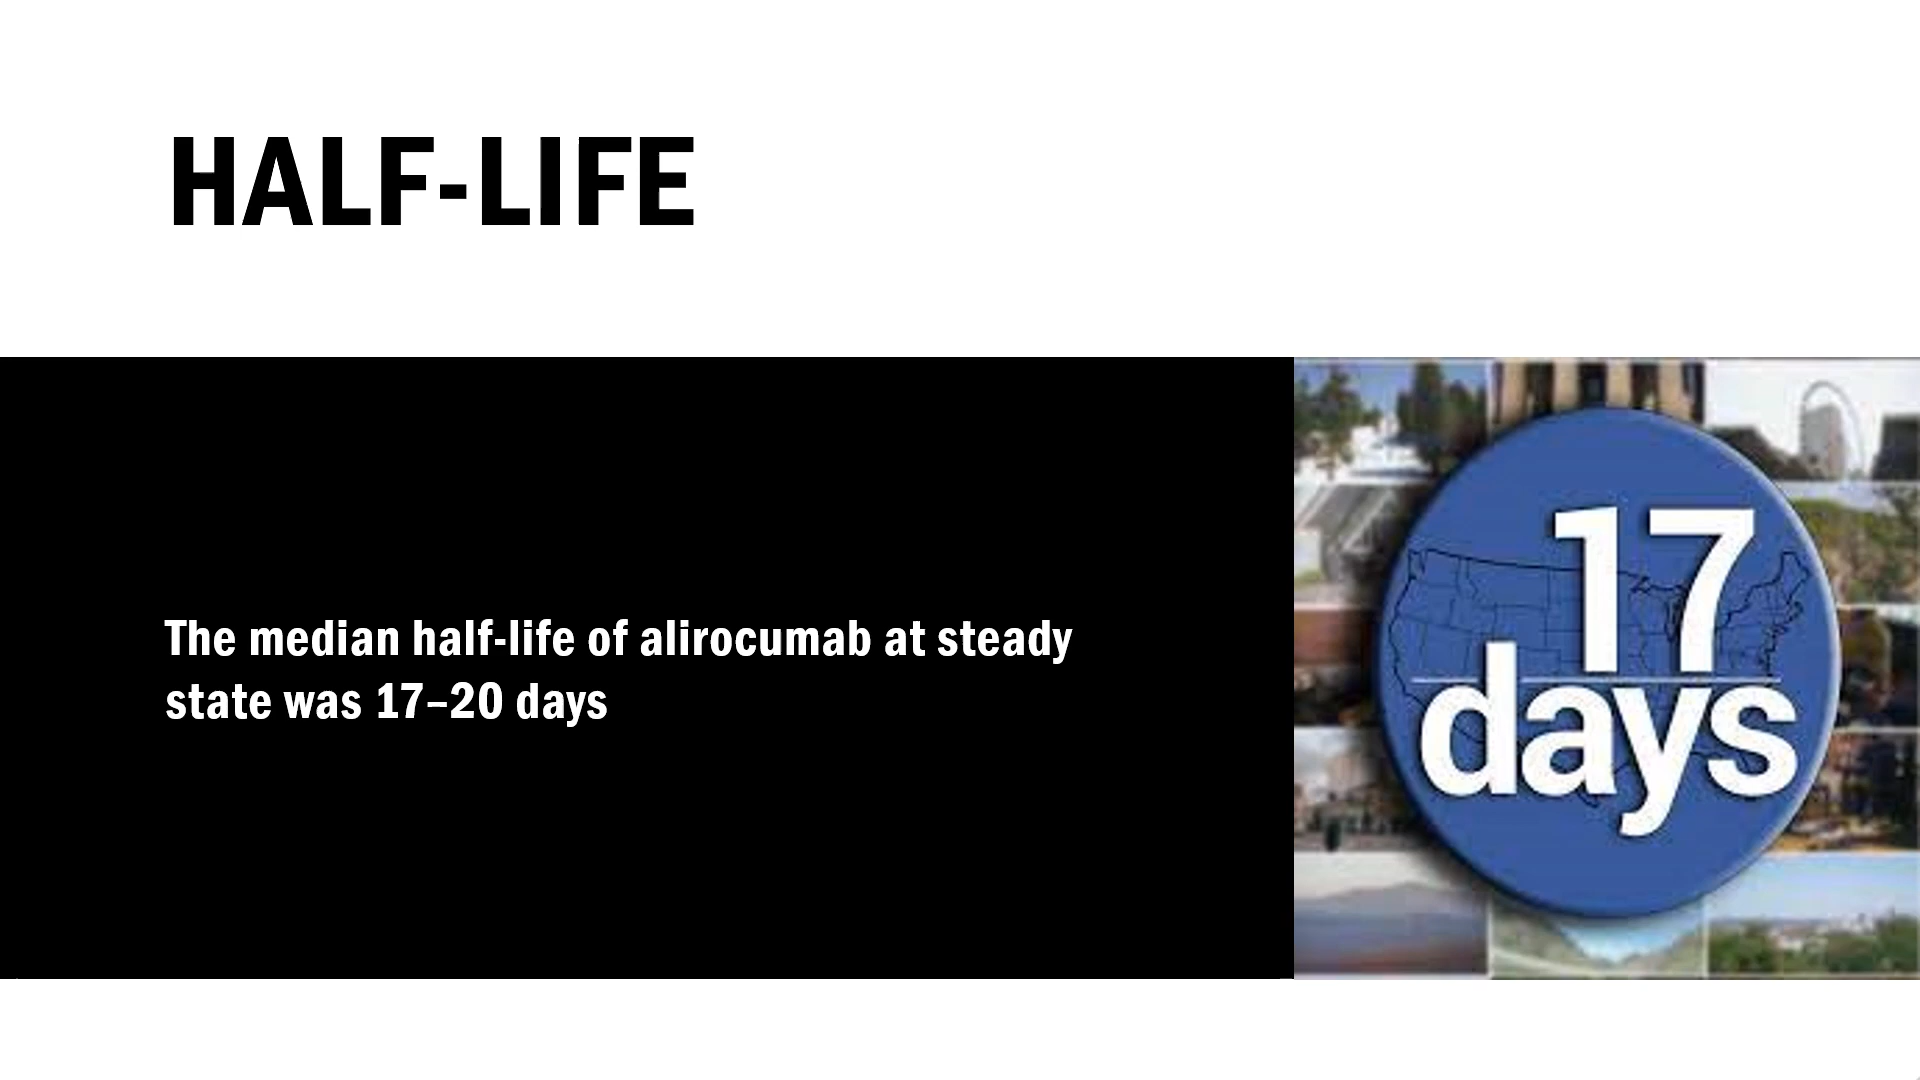 HALF-LIFE
The median half-life of alirocumab at steady
state was 17–20 days
17
days